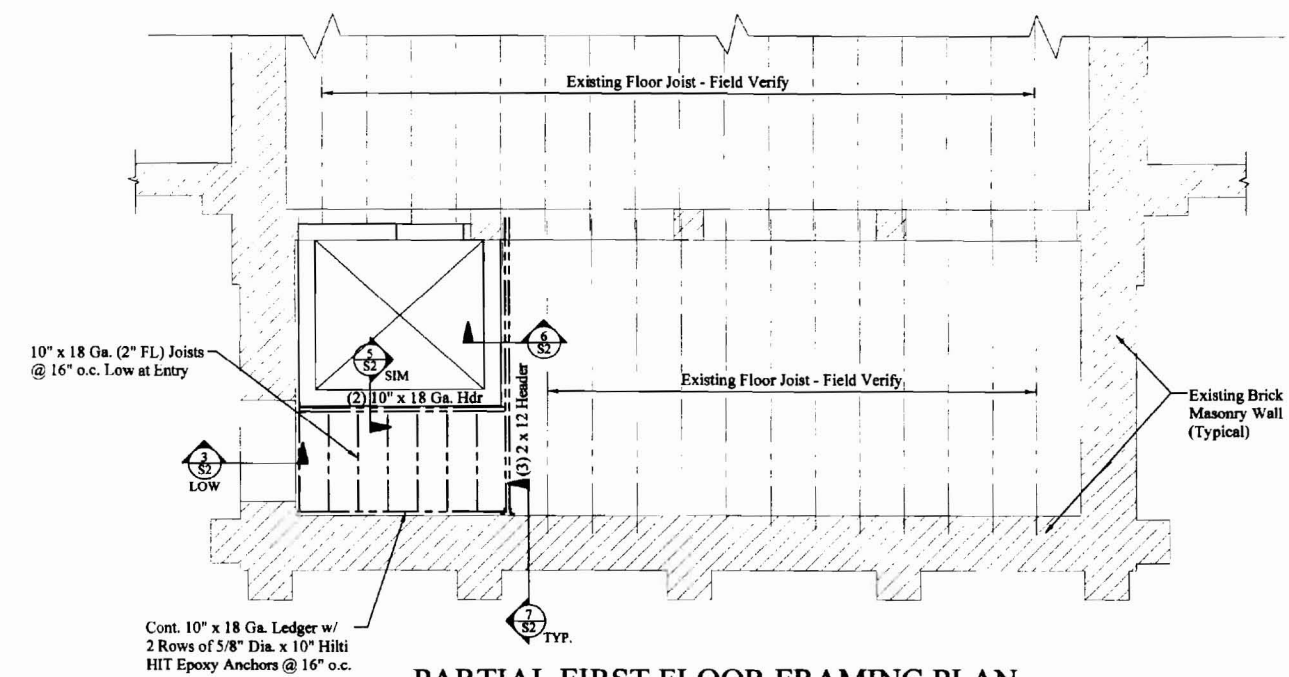 Existing Floor Joist - Field Verify
10" x 18 Ga. (2" FL) Joists
@ 16" o.c. Low at Entry
5
S2
SIM
6
S2
(2) 10" x 18 Ga. Hdr
(3) 2 x 12 Header
Existing Floor Joist - Field Verify
Existing Brick
Masonry Wall
(Typical)
3
S2
LOW
7
S2
TYP.
Cont. 10" x 18 Ga. Ledger w/
2 Rows of 5/8" Dia. x 10" Hilti
HIT Epoxy Anchors @ 16" o.c.
PARTIAL FIRST FLOOR FRAMING PLAN